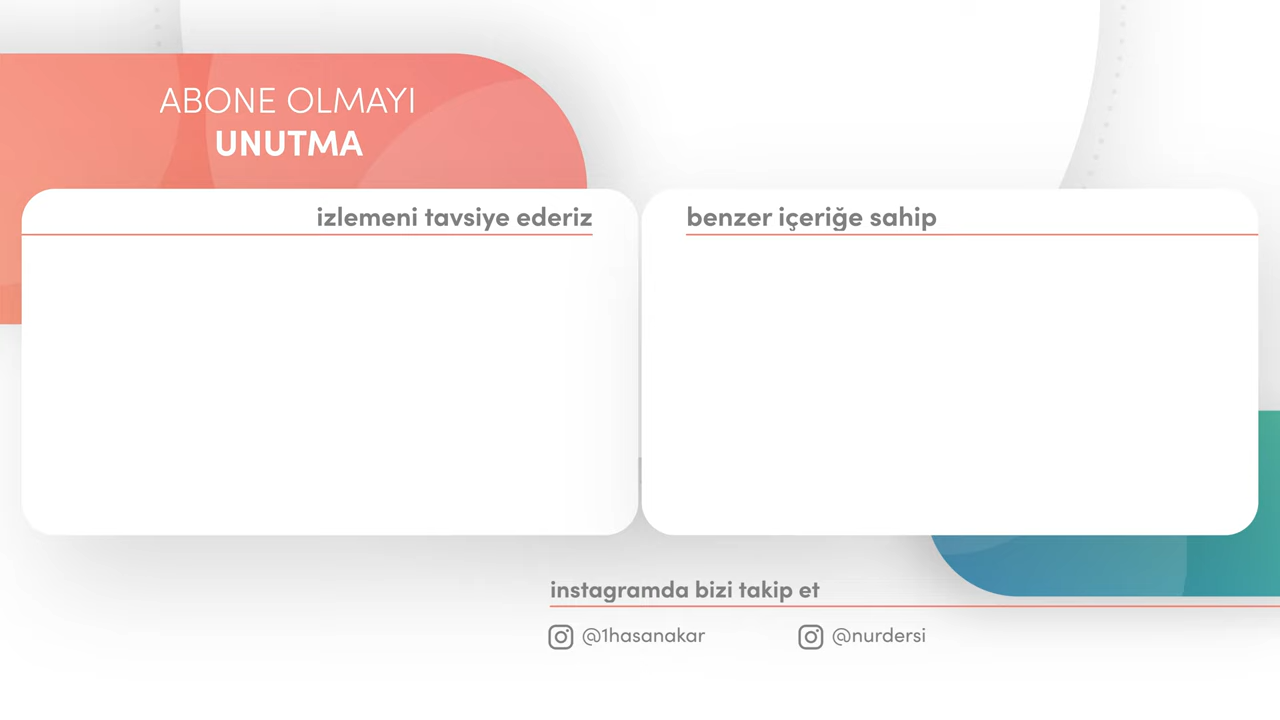 ABONE OLMAYI
UNUTMA
izlemeni tavsiye ederiz
benzer içeriğe sahip
instagramda bizi takip et
@1hasanakar
@nurdersi